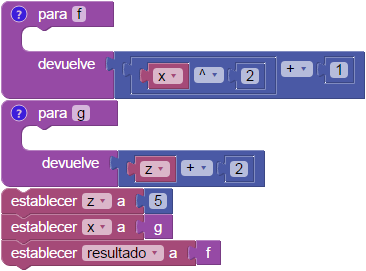 ? para f
devuelve x ^ 2 + 1
? para g
devuelve z + 2
establecer z a 5
establecer x a g
establecer resultado a f